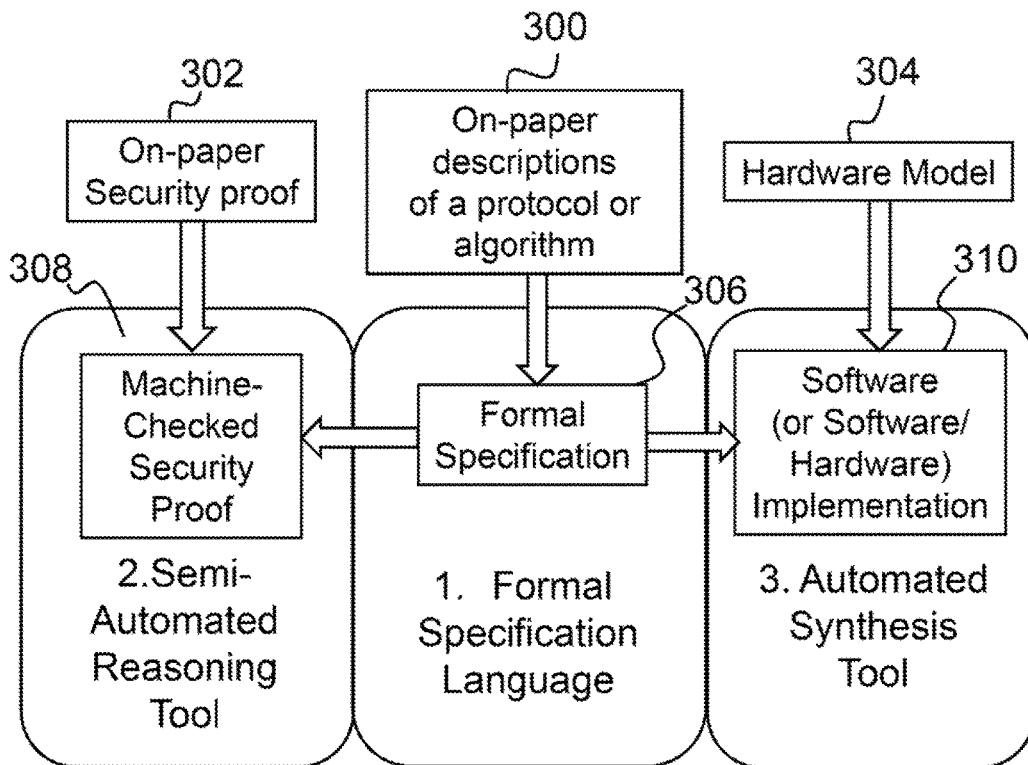 300
302
304
On-paper
Security proof
On-paper
descriptions
of a protocol or
algorithm
Hardware Model
308
306
310
Machine-
Checked
Security
Proof
Formal
Specification
Software
(or Software/
Hardware)
Implementation
2.Semi-
Automated
Reasoning
Tool
1. Formal
Specification
Language
3. Automated
Synthesis
Tool